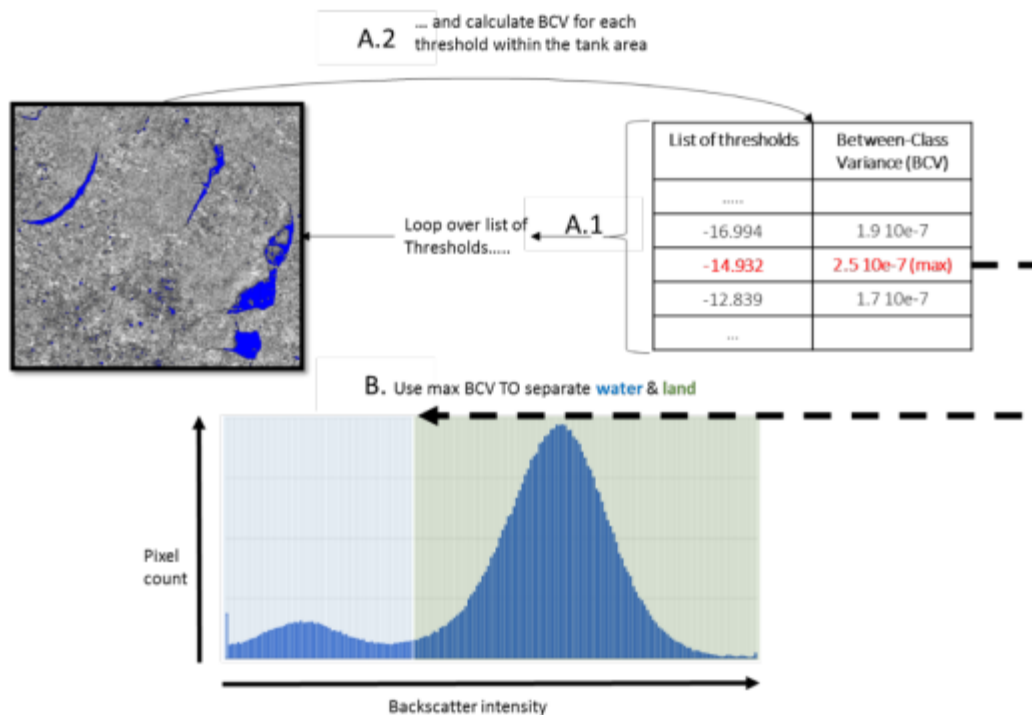 A.2
.... and calculate BCV for each
threshold within the tank area
List of thresholds
Between-Class
Variance (BCV)
.....
-16.994
1.9 10e-7
-14.932
2.5 10e-7 (max)
-12.839
1.7 10e-7
...
A.1
Loop over list of
Thresholds.....
B. Use max BCV TO separate water & land
Pixel
count
Backscatter intensity